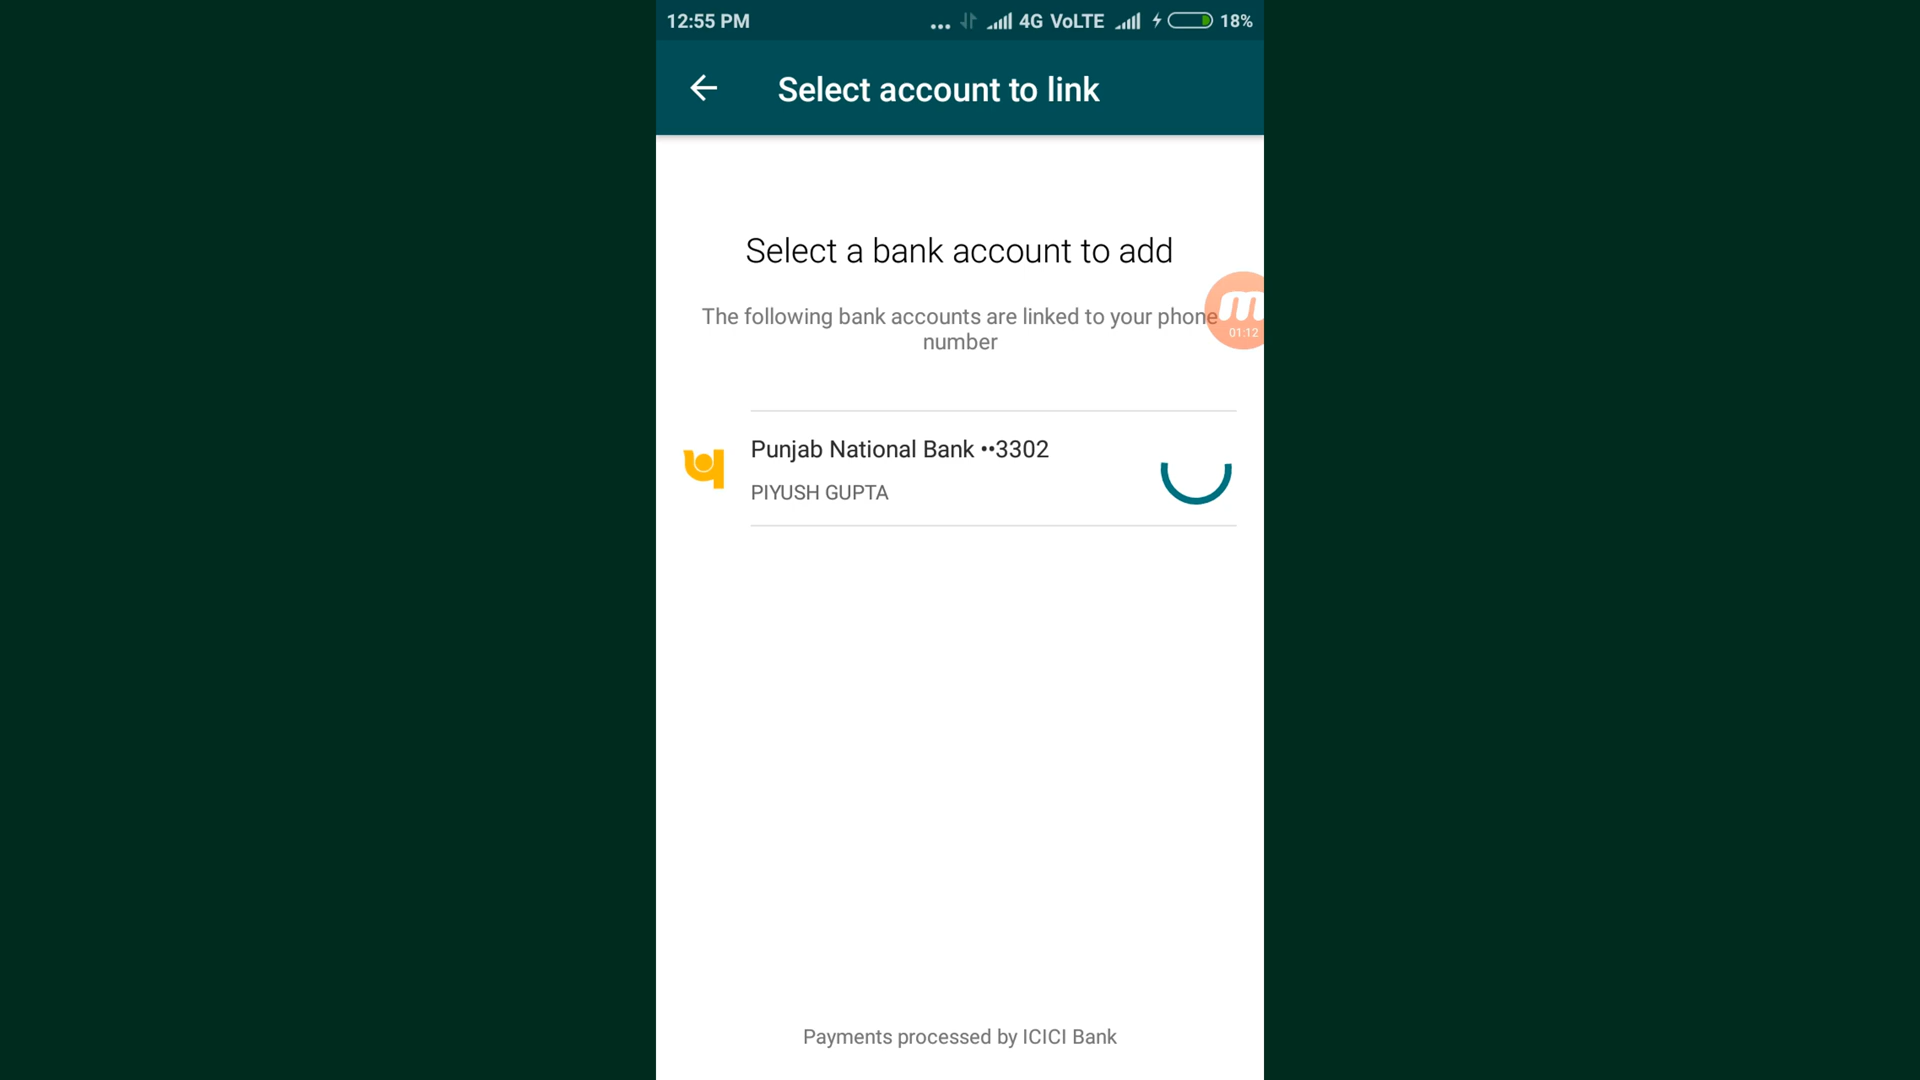 12:55 PM ... 4G VoLTE 18%
Select account to link
Select a bank account to add
The following bank accounts are linked to your phone
number
01:12
Punjab National Bank ••3302
PIYUSH GUPTA
Payments processed by ICICI Bank